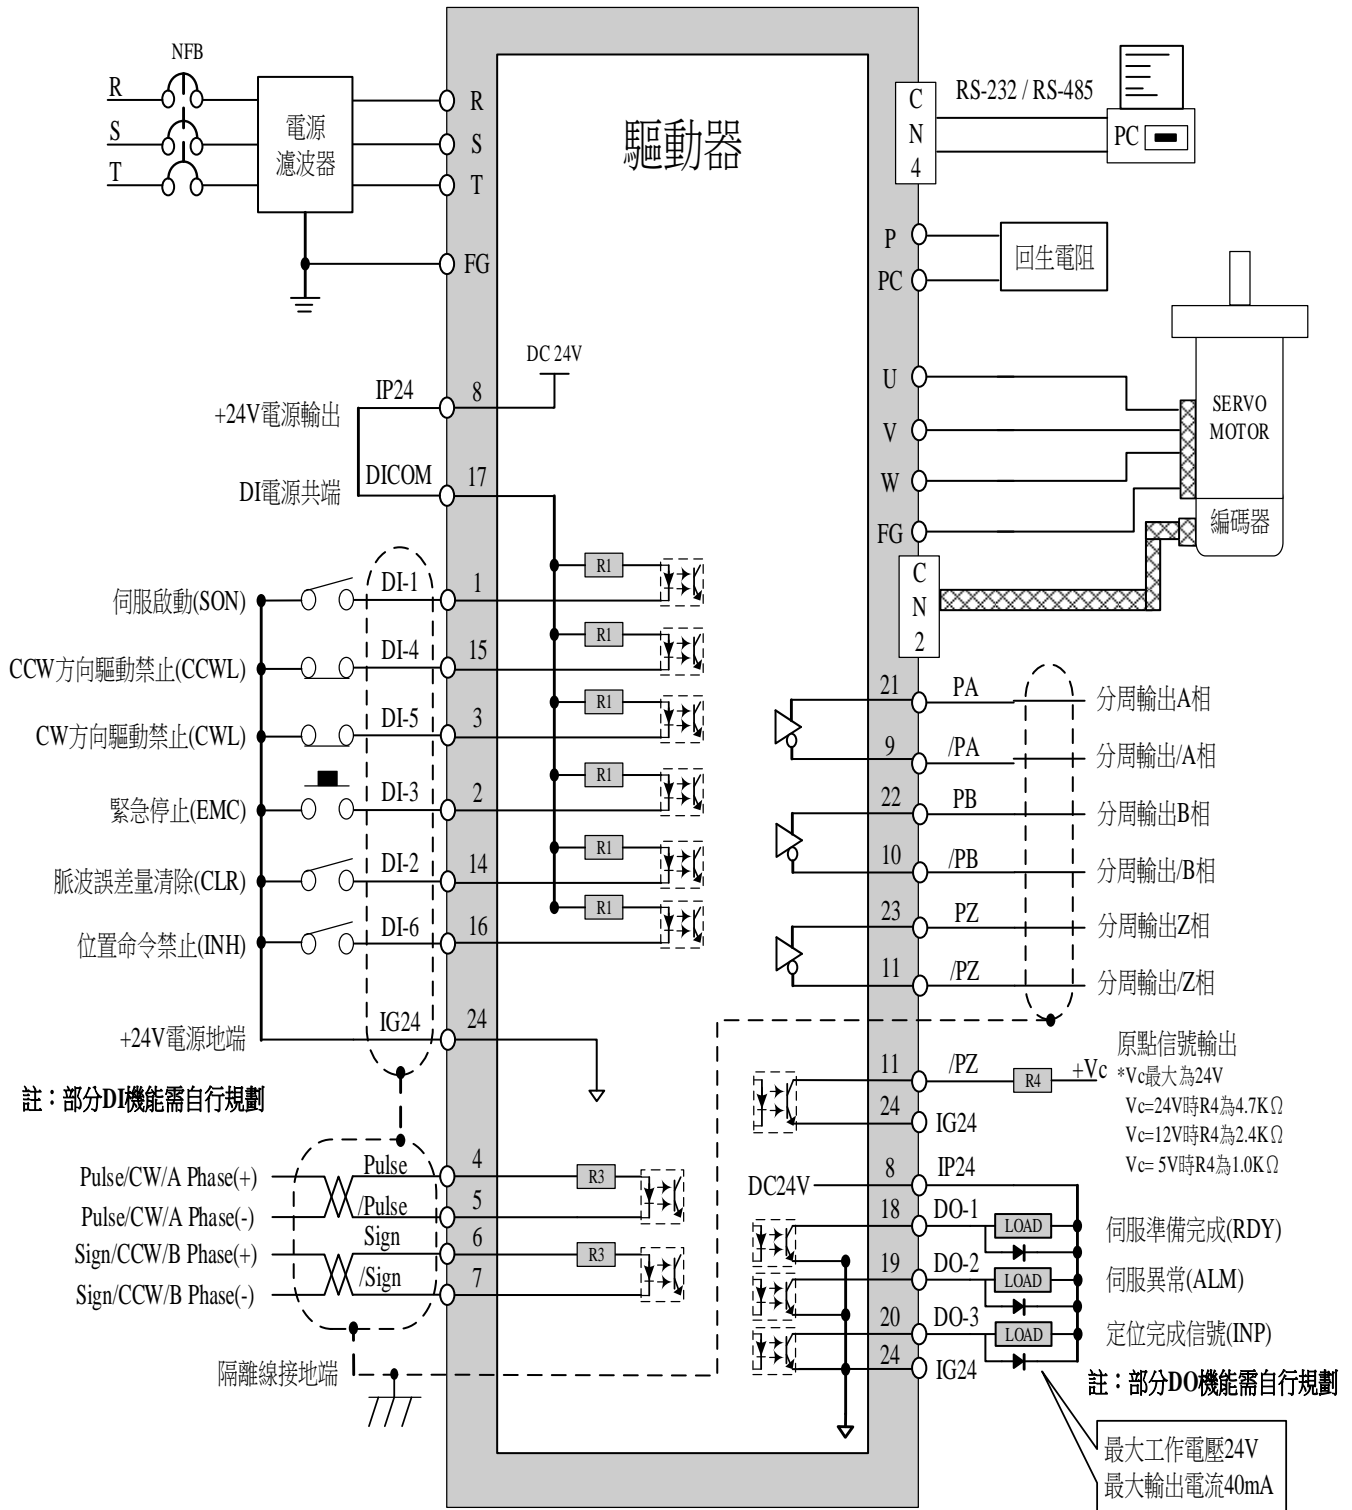 NFB
R
S
T
電源
濾波器
R
S
T
FG
驅動器
C
N
4
RS-232 / RS-485
PC
P
PC
回生電阻
DC 24V
IP24
8
+24V電源輸出
DICOM
17
DI電源共端
U
V
W
FG
SERVO
MOTOR
編碼器
C
N
2
伺服啟動(SON)
DI-1
1
R1
CCW方向驅動禁止(CCWL)
DI-4
15
R1
CW方向驅動禁止(CWL)
DI-5
3
R1
緊急停止(EMC)
DI-3
2
R1
脈波誤差量清除(CLR)
DI-2
14
R1
位置命令禁止(INH)
DI-6
16
R1
+24V電源地端
IG24
24
註：部分DI機能需自行規劃
21
PA
分周輸出A相
9
/PA
分周輸出/A相
22
PB
分周輸出B相
10
/PB
分周輸出/B相
23
PZ
分周輸出Z相
11
/PZ
分周輸出/Z相
11
/PZ
R4
+Vc
24
IG24
原點信號輸出
*Vc最大為24V
Vc=24V時R4為4.7KΩ
Vc=12V時R4為2.4KΩ
Vc= 5V時R4為1.0KΩ
Pulse/CW/A Phase(+)
Pulse
4
R3
Pulse/CW/A Phase(-)
/Pulse
5
Sign/CCW/B Phase(+)
Sign
6
R3
Sign/CCW/B Phase(-)
/Sign
7
隔離線接地端
DC24V
8
IP24
18
DO-1
LOAD
伺服準備完成(RDY)
19
DO-2
LOAD
伺服異常(ALM)
20
DO-3
LOAD
定位完成信號(INP)
24
IG24
註：部分DO機能需自行規劃
最大工作電壓24V
最大輸出電流40mA